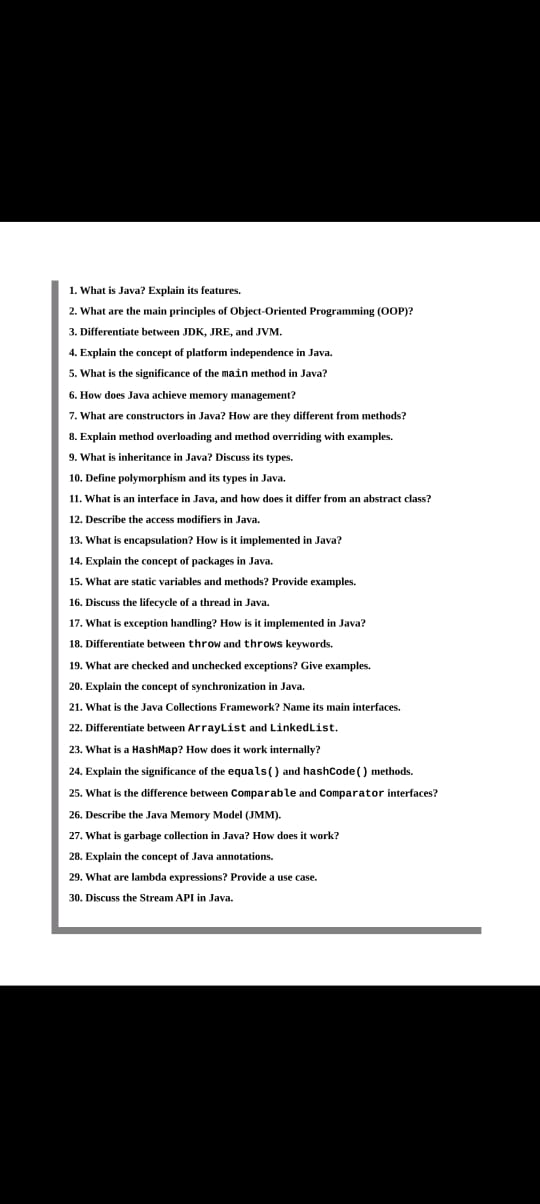 1. What is Java? Explain its features.
2. What are the main principles of Object-Oriented Programming (OOP)?
3. Differentiate between JDK, JRE, and JVM.
4. Explain the concept of platform independence in Java.
5. What is the significance of the main method in Java?
6. How does Java achieve memory management?
7. What are constructors in Java? How are they different from methods?
8. Explain method overloading and method overriding with examples.
9. What is inheritance in Java? Discuss its types.
10. Define polymorphism and its types in Java.
11. What is an interface in Java, and how does it differ from an abstract class?
12. Describe the access modifiers in Java.
13. What is encapsulation? How is it implemented in Java?
14. Explain the concept of packages in Java.
15. What are static variables and methods? Provide examples.
16. Discuss the lifecycle of a thread in Java.
17. What is exception handling? How is it implemented in Java?
18. Differentiate between throw and throws keywords.
19. What are checked and unchecked exceptions? Give examples.
20. Explain the concept of synchronization in Java.
21. What is the Java Collections Framework? Name its main interfaces.
22. Differentiate between ArrayList and LinkedList.
23. What is a HashMap? How does it work internally?
24. Explain the significance of the equals() and hashCode() methods.
25. What is the difference between Comparable and Comparator interfaces?
26. Describe the Java Memory Model (JMM).
27. What is garbage collection in Java? How does it work?
28. Explain the concept of Java annotations.
29. What are lambda expressions? Provide a use case.
30. Discuss the Stream API in Java.